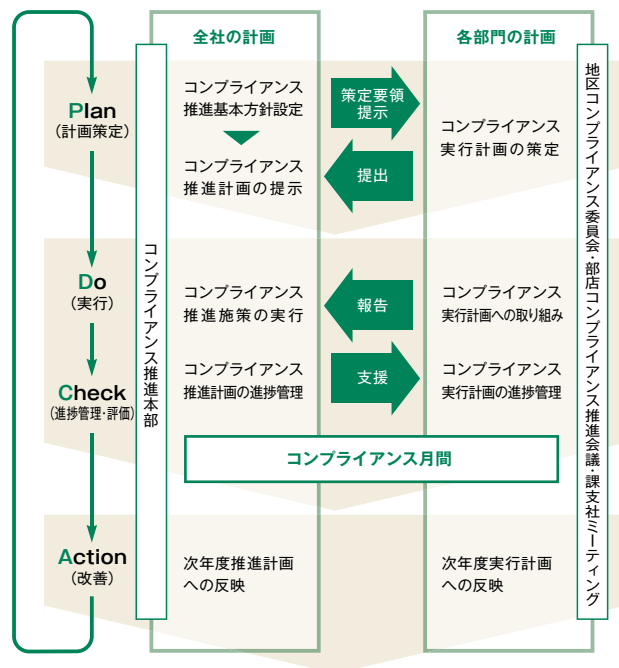 全社の計画
各部門の計画
Plan
(計画策定)
コンプライアンス
推進基本方針設定
策定要領
提示
コンプライアンス
推進計画の提示
提出
コンプライアンス
実行計画の策定
Do
(実行)
コンプライアンス
推進施策の実行
報告
コンプライアンス
実行計画への取り組み
Check
(進捗管理・評価)
コンプライアンス
推進計画の進捗管理
支援
コンプライアンス
実行計画の進捗管理
コンプライアンス月間
Action
(改善)
次年度推進計画
への反映
次年度実行計画
への反映
コンプライアンス推進本部
地区コンプライアンス委員会・部店コンプライアンス推進会議・課支社ミーティング